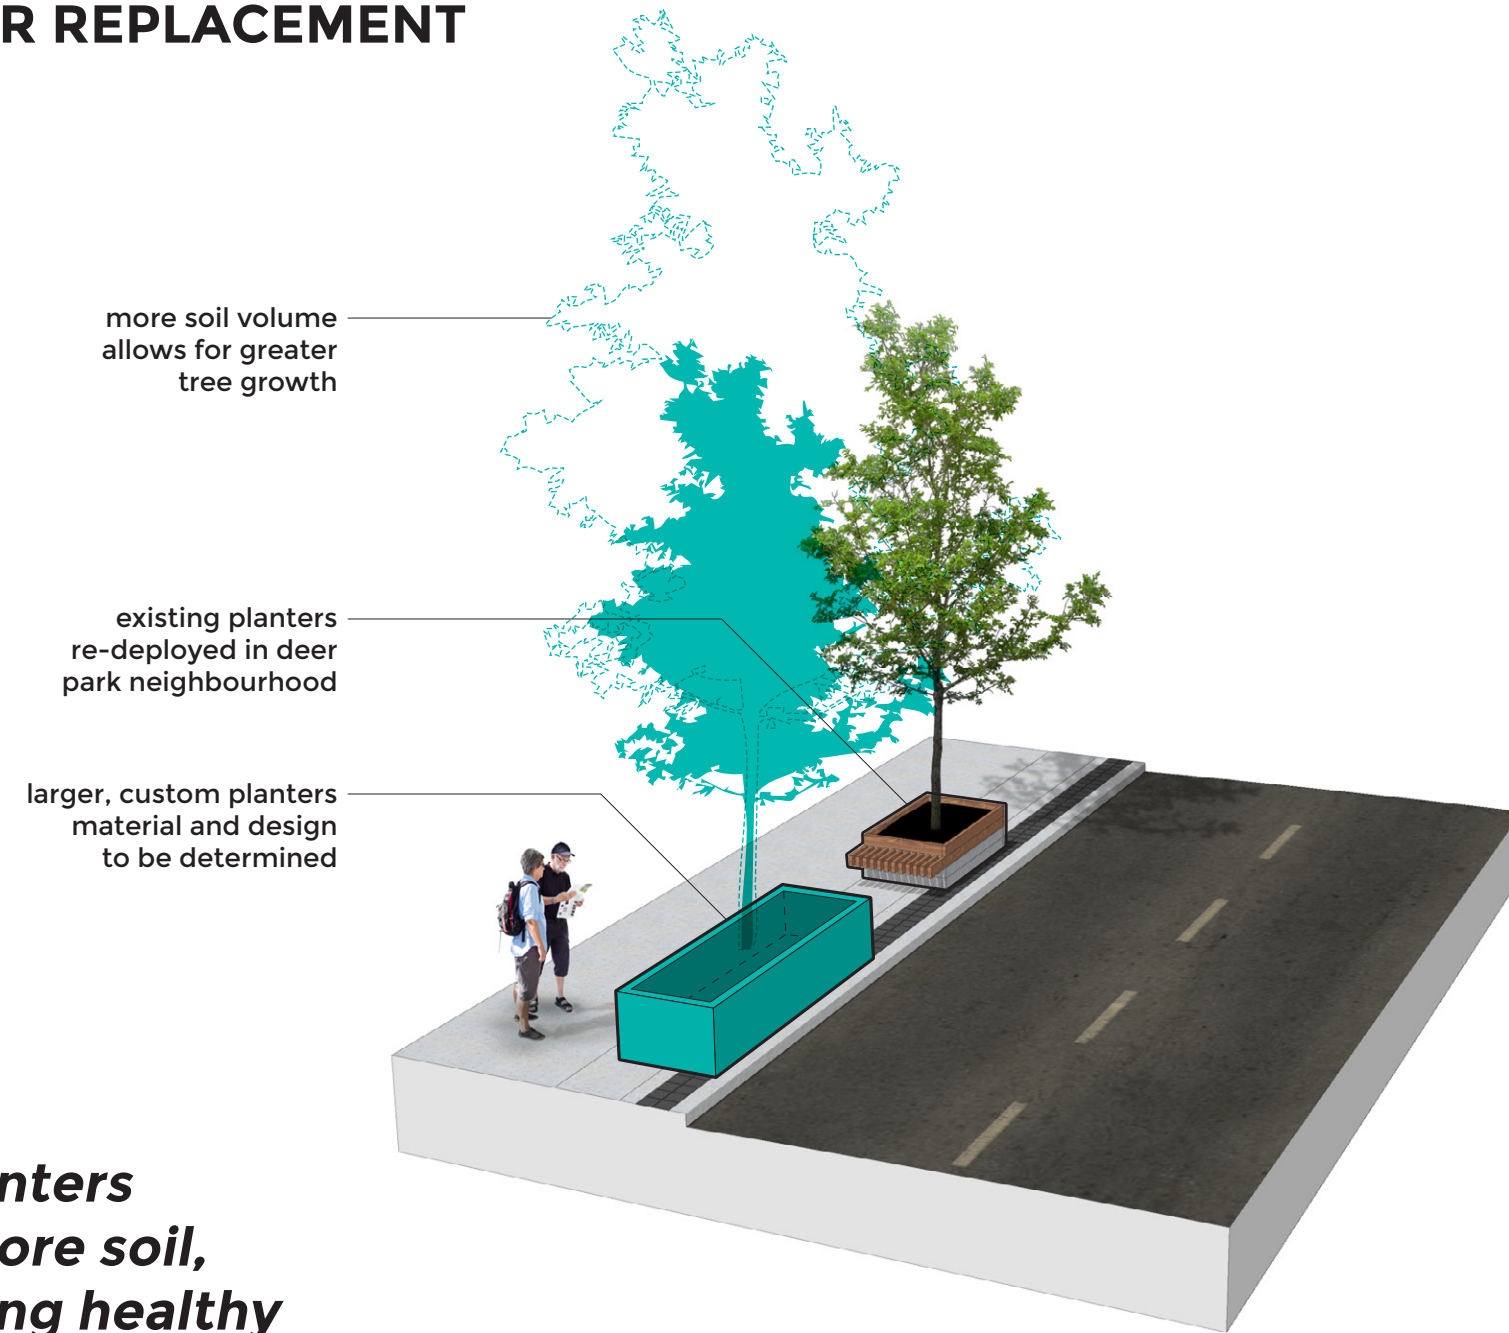 R REPLACEMENT
more soil volume
allows for greater
tree growth
existing planters
re-deployed in deer
park neighbourhood
larger, custom planters
material and design
to be determined
nters
ore soil,
ng healthy